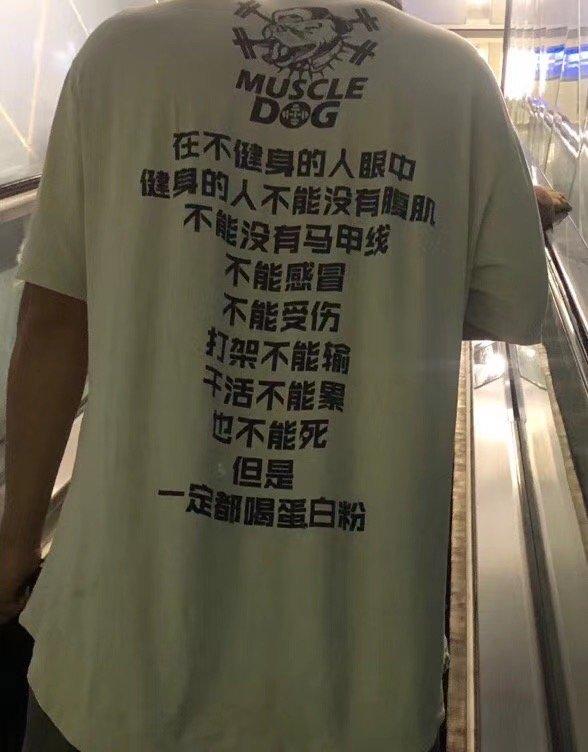 MUSCLE
DOG
在不健身的人眼中
健身的人不能没有腹肌
不能没有马甲线
不能感冒
不能受伤
打架不能输
干活不能累
也不能死
但是
一定都喝蛋白粉